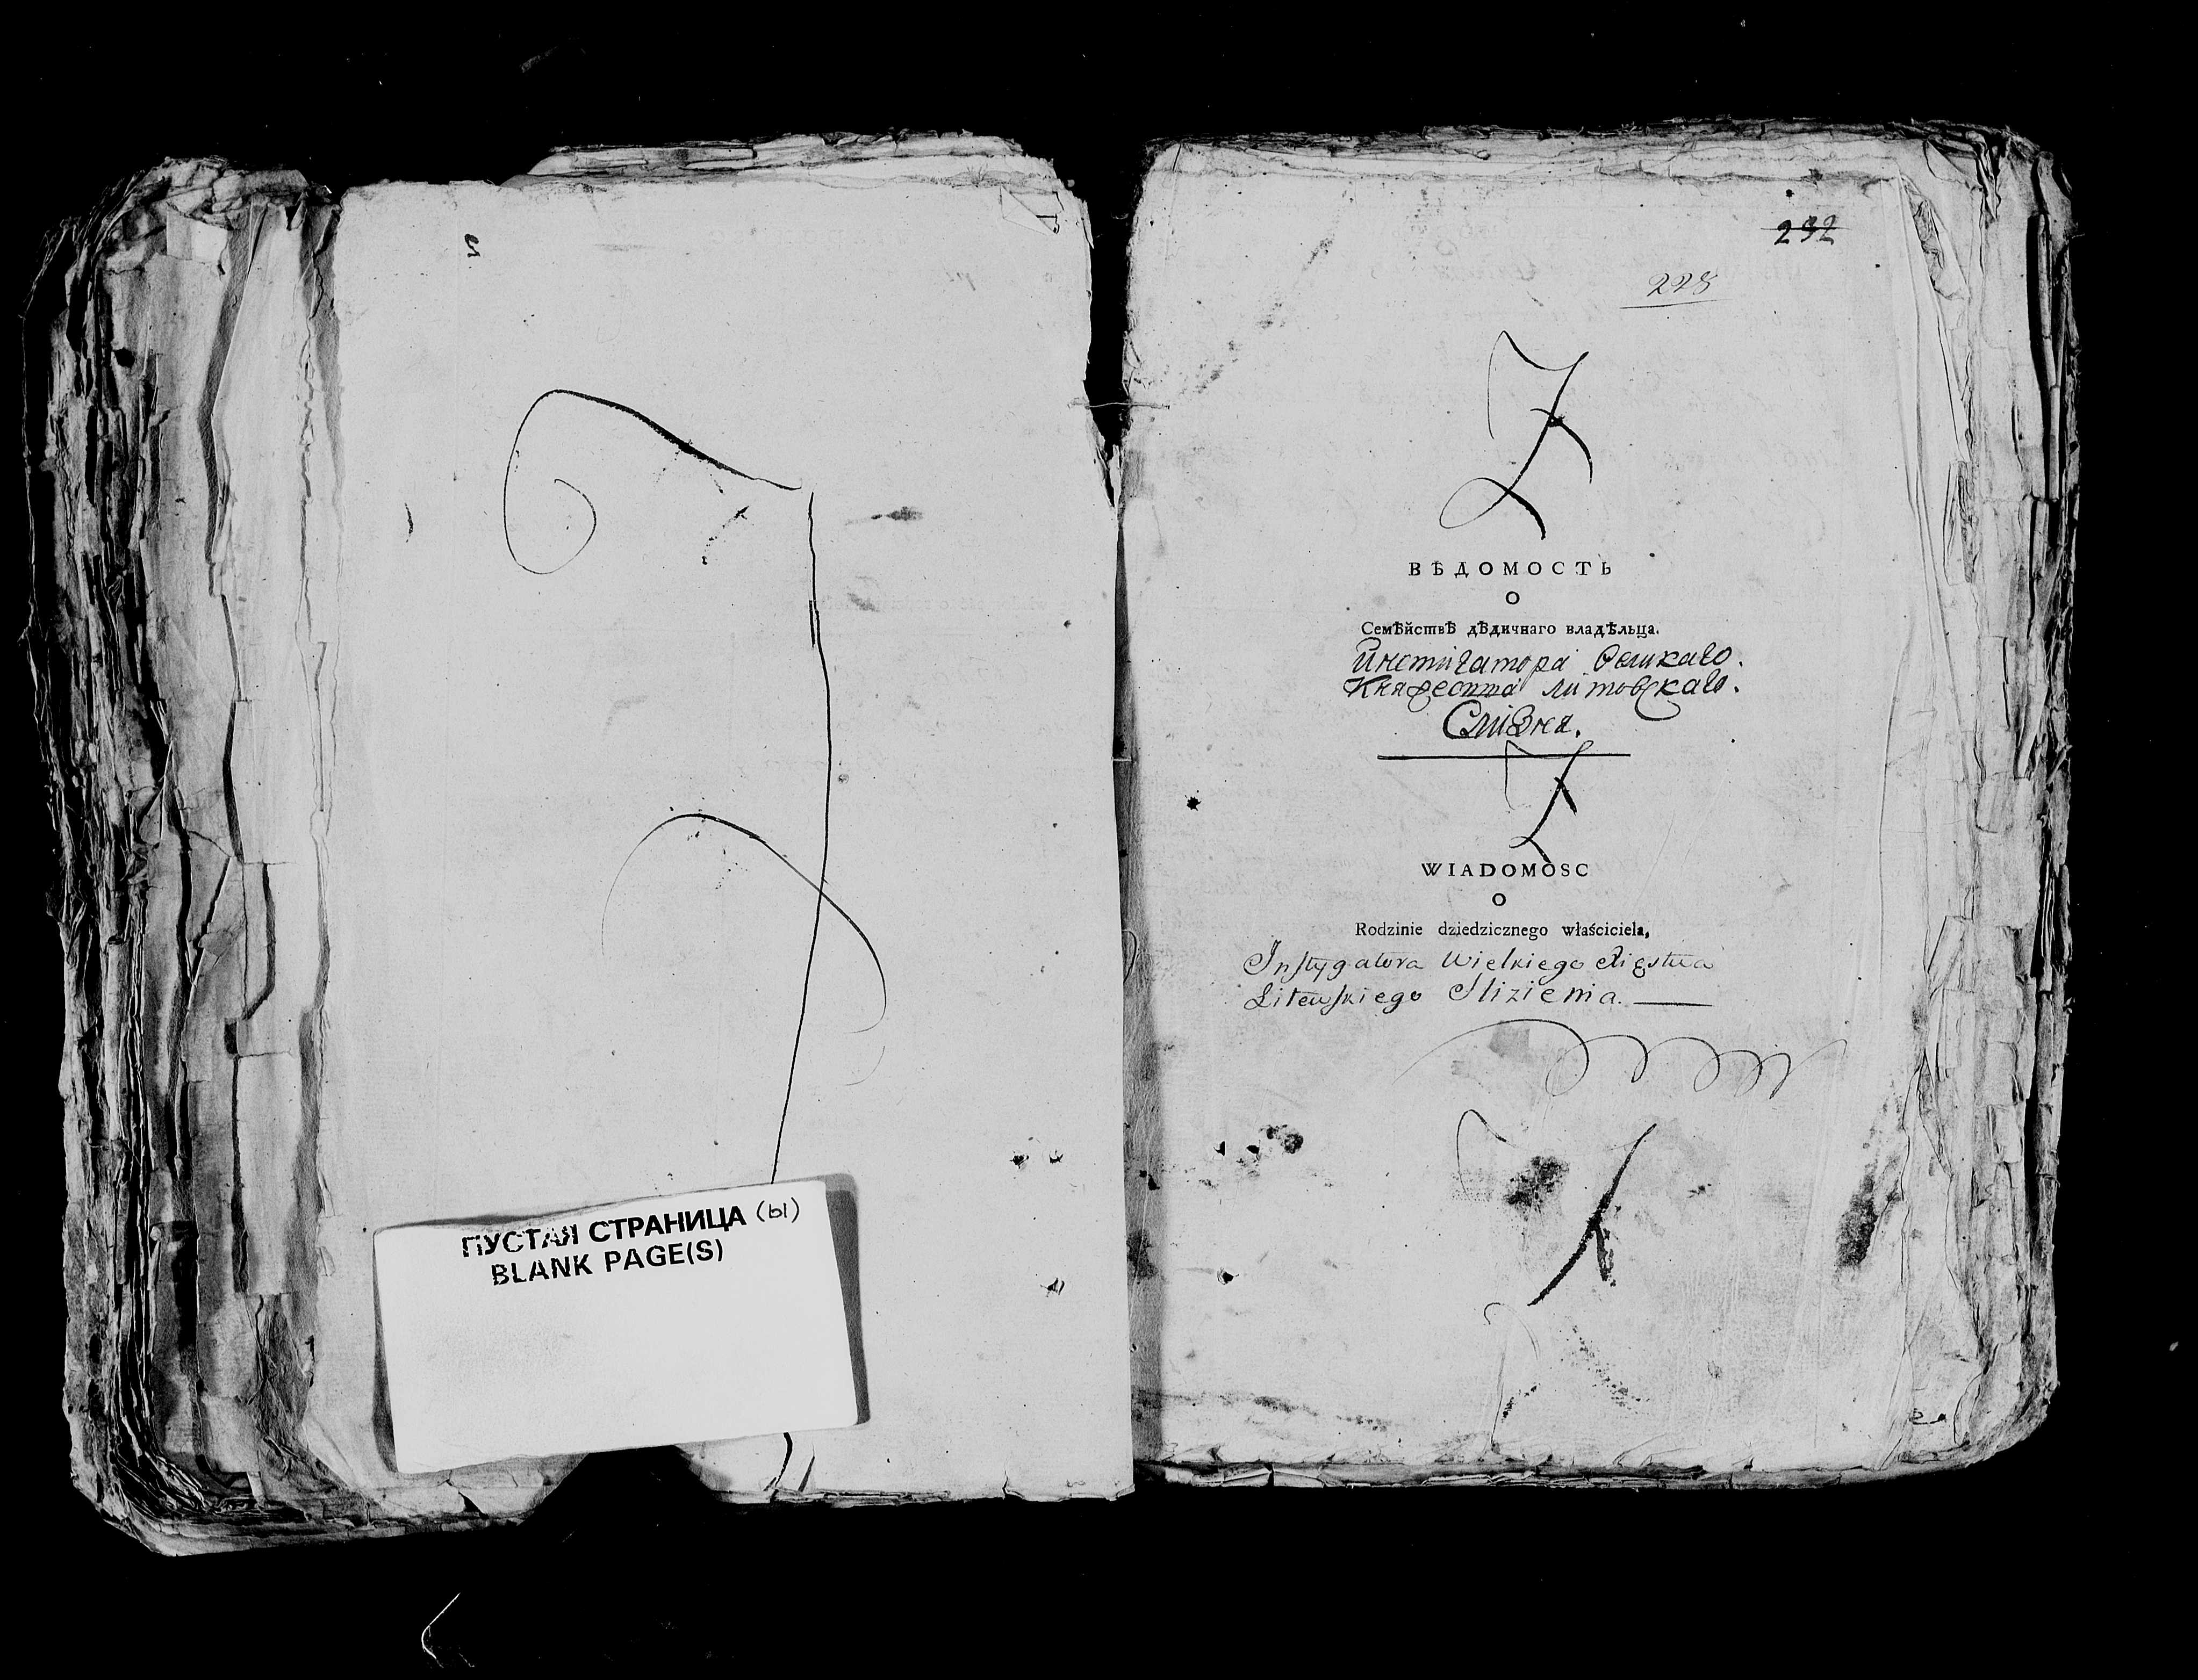 ПУСТАЯ СТРАНИЦА (ы)
BLANK PAGE(S)
232
228
ВѢДОМОСТЬ
О
Семѣйствѣ дѣдичнаго владѣльца.
Инстигатора великаго.
Княжества литовскаго.
Слизня.
WIADOMOSC
O
Rodzinie dziedzicznego właściciela,
Instygatora Wielkiego Xięstwa
Litewskiego Slizienia.